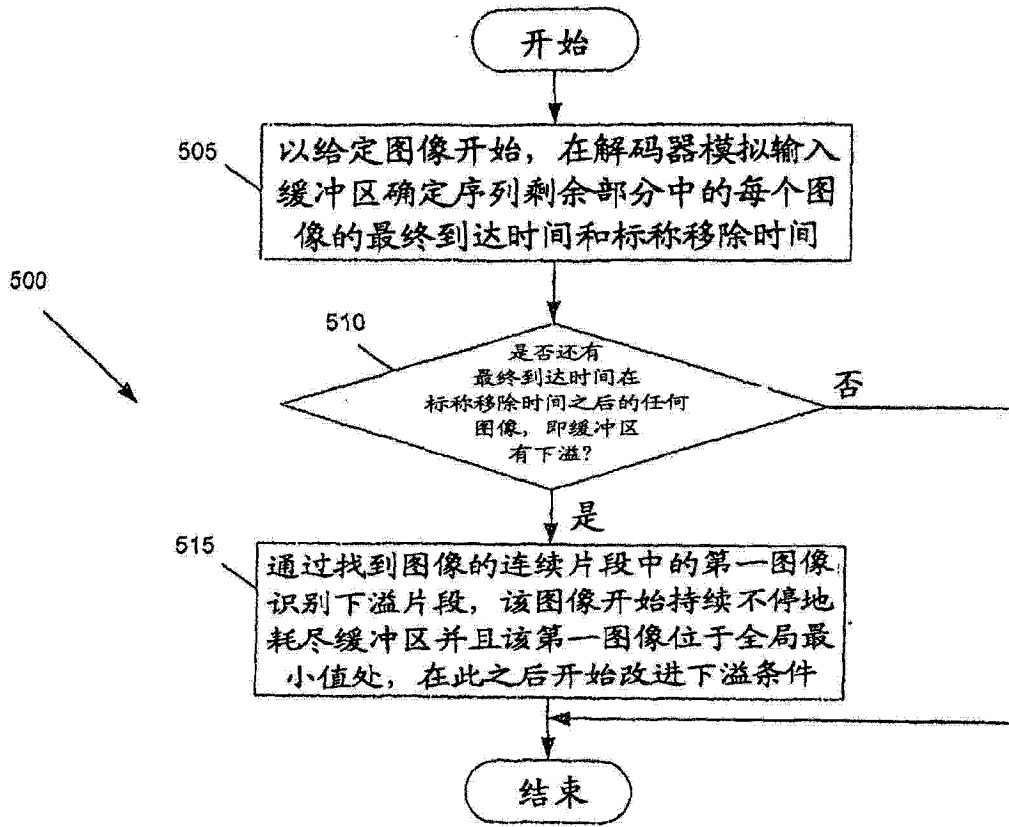 开始
505
以给定图像开始，在解码器模拟输入
缓冲区确定序列剩余部分中的每个图
像的最终到达时间和标称移除时间
500
510
是否还有
最终到达时间在
标称移除时间之后的任何
图像，即缓冲区
有下溢？
否
是
515
通过找到图像的连续片段中的第一图像
识别下溢片段，该图像开始持续不停地
耗尽缓冲区并且该第一图像位于全局最
小值处，在此之后开始改进下溢条件
结束